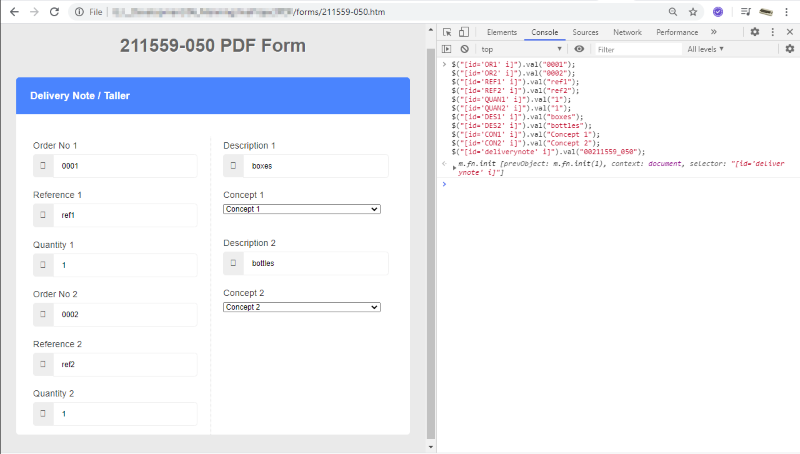 File
/forms/211559-050.htm
211559-050 PDF Form
Delivery Note / Taller
Order No 1
0001
Reference 1
ref1
Quantity 1
1
Order No 2
0002
Reference 2
ref2
Quantity 2
1
Description 1
boxes
Concept 1
Concept 1
Description 2
bottles
Concept 2
Concept 2
Elements Console Sources Network Performance »
top Filter All levels
$("[id='OR1' i]").val("0001");
$("[id='OR2' i]").val("0002");
$("[id='REF1' i]").val("ref1");
$("[id='REF2' i]").val("ref2");
$("[id='QUAN1' i]").val("1");
$("[id='QUAN2' i]").val("1");
$("[id='DES1' i]").val("boxes");
$("[id='DES2' i]").val("bottles");
$("[id='CON1' i]").val("Concept 1");
$("[id='CON2' i]").val("Concept 2");
$("[id='deliverynote' i]").val("00211559_050");
m.fn.init [prevObject: m.fn.init(1), context: document, selector: "[id='deliver
ynote' i]"]